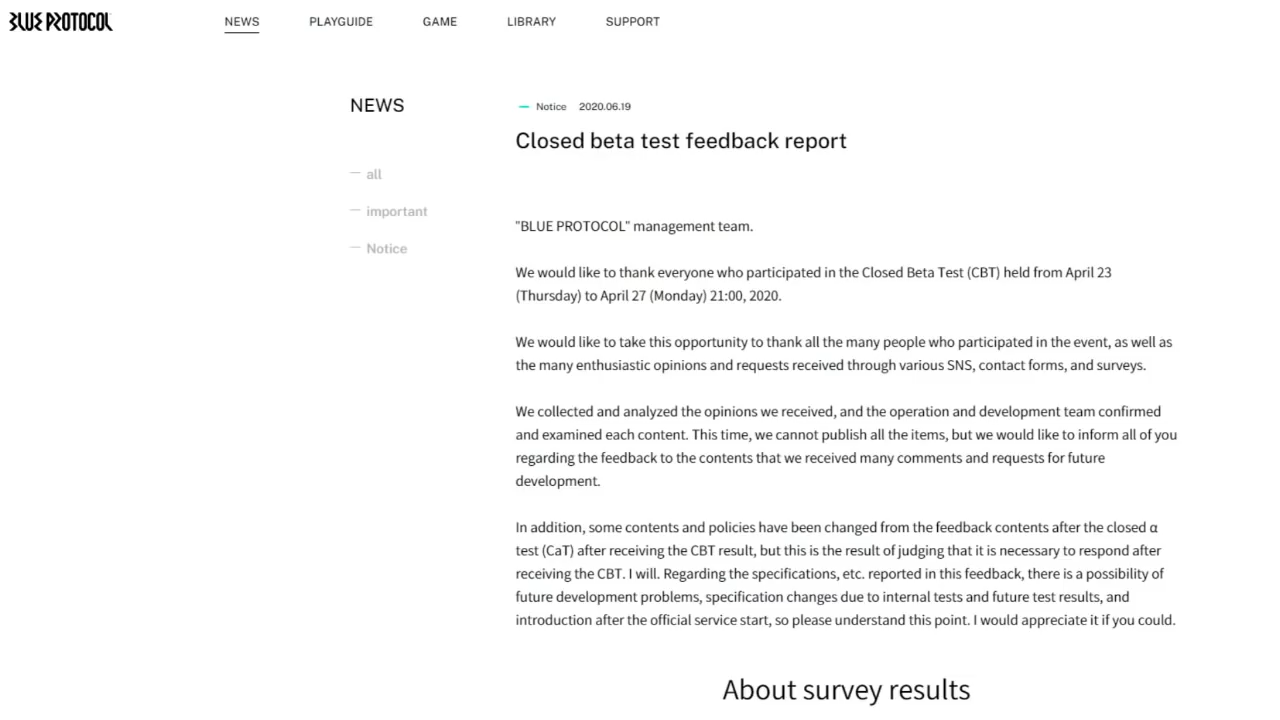 BLUE PROTOCOL NEWS PLAYGUIDE GAME LIBRARY SUPPORT
NEWS
all
important
Notice
Notice 2020.06.19
Closed beta test feedback report
"BLUE PROTOCOL" management team.
We would like to thank everyone who participated in the Closed Beta Test (CBT) held from April 23
(Thursday) to April 27 (Monday) 21:00, 2020.
We would like to take this opportunity to thank all the many people who participated in the event, as well as
the many enthusiastic opinions and requests received through various SNS, contact forms, and surveys.
We collected and analyzed the opinions we received, and the operation and development team confirmed
and examined each content. This time, we cannot publish all the items, but we would like to inform all of you
regarding the feedback to the contents that we received many comments and requests for future
development.
In addition, some contents and policies have been changed from the feedback contents after the closed α
test (CaT) after receiving the CBT result, but this is the result of judging that it is necessary to respond after
receiving the CBT. I will. Regarding the specifications, etc. reported in this feedback, there is a possibility of
future development problems, specification changes due to internal tests and future test results, and
introduction after the official service start, so please understand this point. I would appreciate it if you could.
About survey results